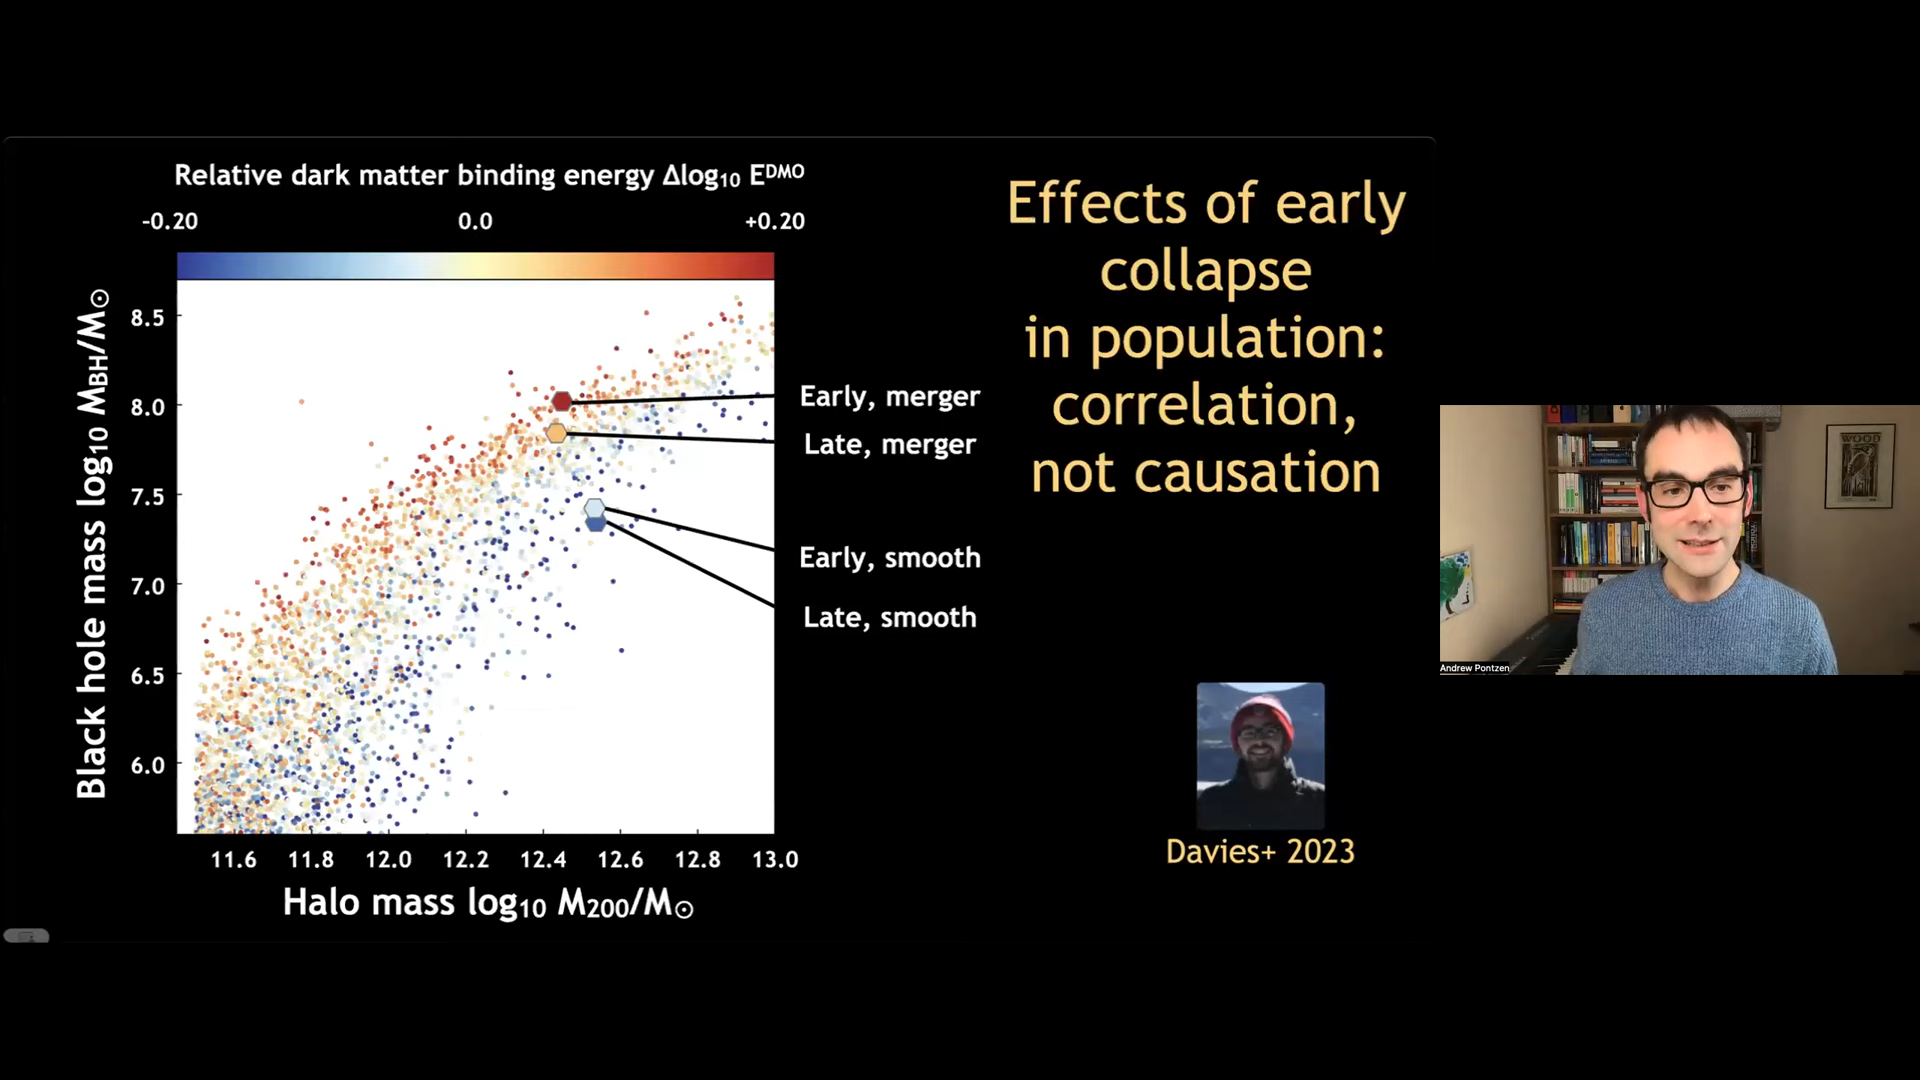 Relative dark matter binding energy Δlog₁₀ Eᴰᴹᴼ
-0.20 0.0 +0.20
Black hole mass log₁₀ M_BH/M☉
8.5
8.0
7.5
7.0
6.5
6.0
11.6 11.8 12.0 12.2 12.4 12.6 12.8 13.0
Halo mass log₁₀ M₂₀₀/M☉
Early, merger
Late, merger
Early, smooth
Late, smooth
Effects of early
collapse
in population:
correlation,
not causation
Davies+ 2023
WOOD
Andrew Pontzen